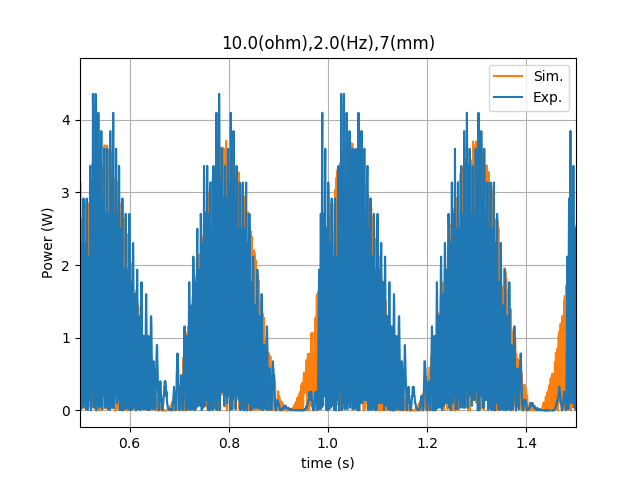 10.0(ohm),2.0(Hz),7(mm)
Sim.
Exp.
4
3
2
1
0
Power (W)
0.6 0.8 1.0 1.2 1.4
time (s)